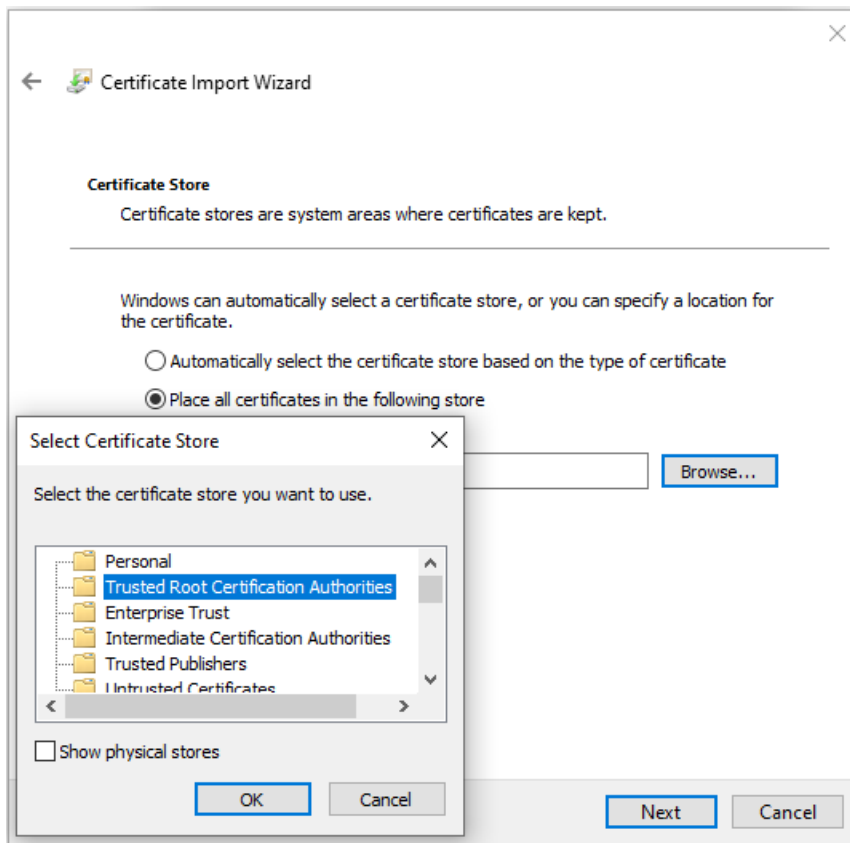 Certificate Import Wizard
Certificate Store
Certificate stores are system areas where certificates are kept.
Windows can automatically select a certificate store, or you can specify a location for
the certificate.
Automatically select the certificate store based on the type of certificate
Place all certificates in the following store
Browse...
Select Certificate Store
Select the certificate store you want to use.
Personal
Trusted Root Certification Authorities
Enterprise Trust
Intermediate Certification Authorities
Trusted Publishers
Untrusted Certificates
Show physical stores
OK
Cancel
Next
Cancel